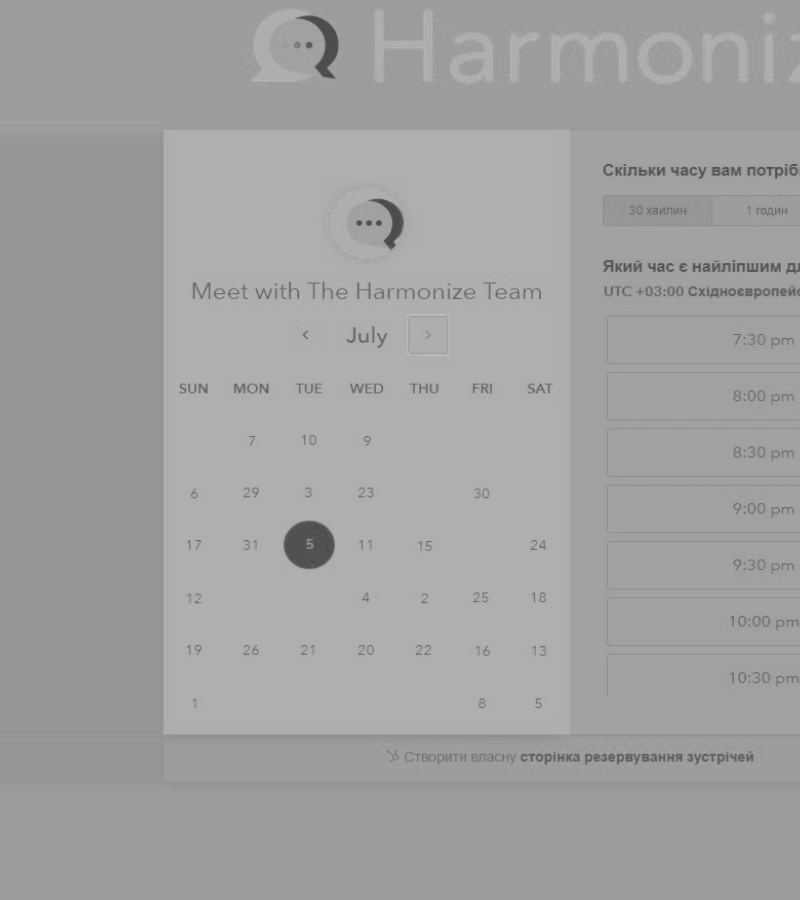 Harmoniz
Meet with The Harmonize Team
July
SUN MON TUE WED THU FRI SAT
7 10 9
6 29 3 23 30
17 31 5 11 15 24
12 4 2 25 18
19 26 21 20 22 16 13
1 8 5
Створити власну сторінка резервування зустрічей
Скільки часу вам потріб
30 хвилин 1 годин
Який час є найліпшим д
UTC +03:00 Східноєвропейс
7:30 pm
8:00 pm
8:30 pm
9:00 pm
9:30 pm
10:00 pm
10:30 pm